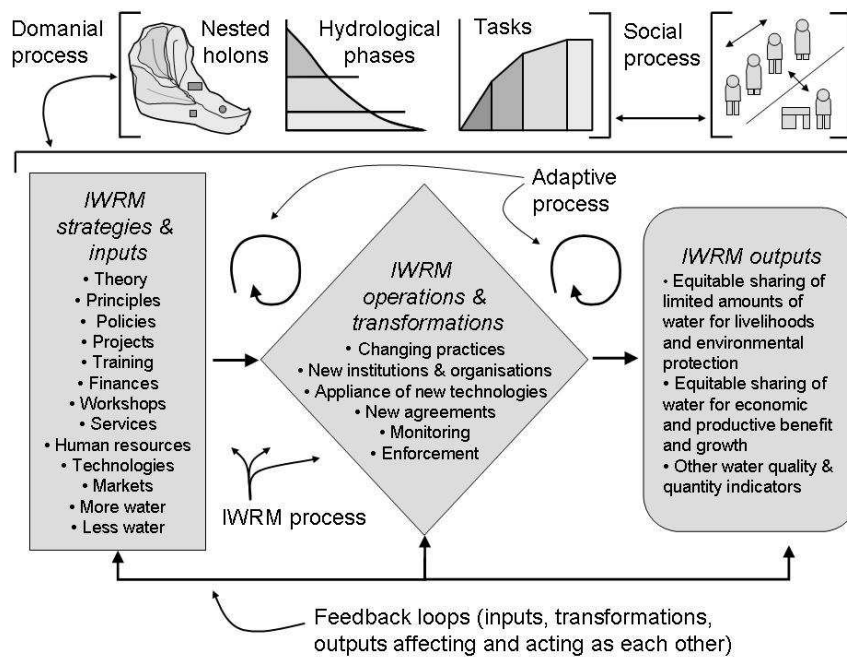 Domanial
process
Nested
holons
Hydrological
phases
Tasks
Social
process
IWRM
strategies &
inputs
• Theory
• Principles
• Policies
• Projects
• Training
• Finances
• Workshops
• Services
• Human resources
• Technologies
• Markets
• More water
• Less water
Adaptive
process
IWRM
operations &
transformations
• Changing practices
• New institutions & organisations
• Appliance of new technologies
• New agreements
• Monitoring
• Enforcement
IWRM process
IWRM outputs
• Equitable sharing of
limited amounts of
water for livelihoods
and environmental
protection
• Equitable sharing of
water for economic
and productive benefit
and growth
• Other water quality &
quantity indicators
Feedback loops (inputs, transformations,
outputs affecting and acting as each other)